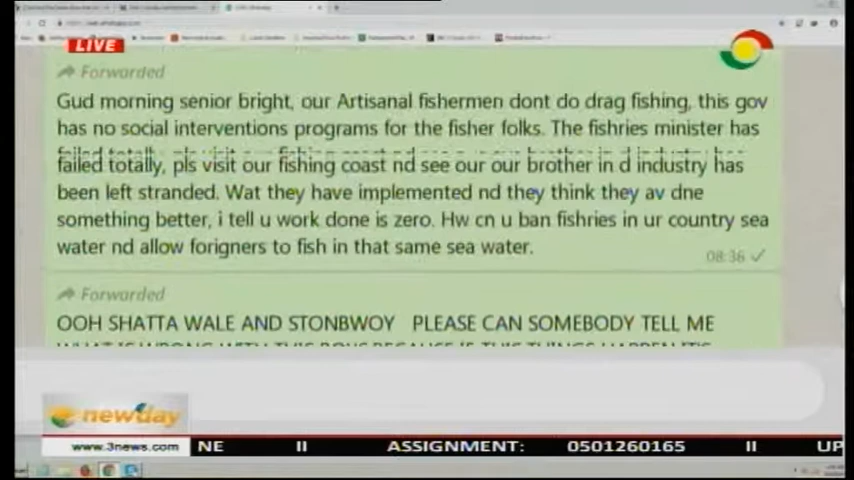 LIVE
Forwarded
Gud morning senior bright, our Artisanal fishermen dont do drag fishing, this gov
has no social interventions programs for the fisher folks. The fishries minister has
failed totally, pls visit our fishing coast nd see our our brother in d industry has
been left stranded. Wat they have implemented nd they think they av dne
something better, i tell u work done is zero. Hw cn u ban fishries in ur country sea
water nd allow forigners to fish in that same sea water.
08:36
Forwarded
OOH SHATTA WALE AND STONBWOY PLEASE CAN SOMEBODY TELL ME
newday
www.3news.com
NE II ASSIGNMENT: 0501260165 II UP